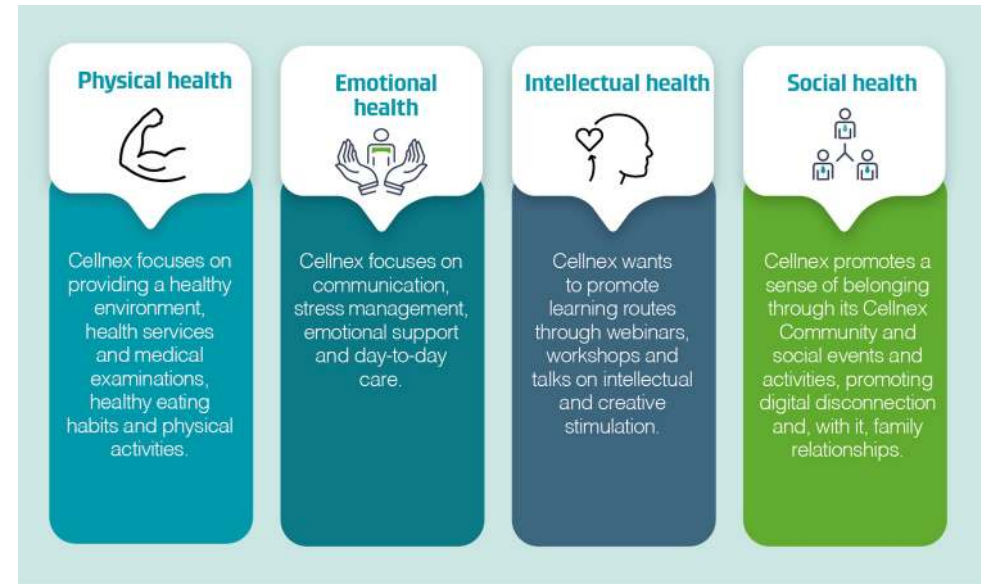 Physical health
Cellnex focuses on
providing a healthy
environment,
health services
and medical
examinations,
healthy eating
habits and physical
activities.
Emotional
health
Cellnex focuses on
communication,
stress management,
emotional support
and day-to-day
care.
Intellectual health
Cellnex wants
to promote
learning routes
through webinars,
workshops and
talks on intellectual
and creative
stimulation.
Social health
Cellnex promotes a
sense of belonging
through its Cellnex
Community and
social events and
activities, promoting
digital disconnection
and, with it, family
relationships.